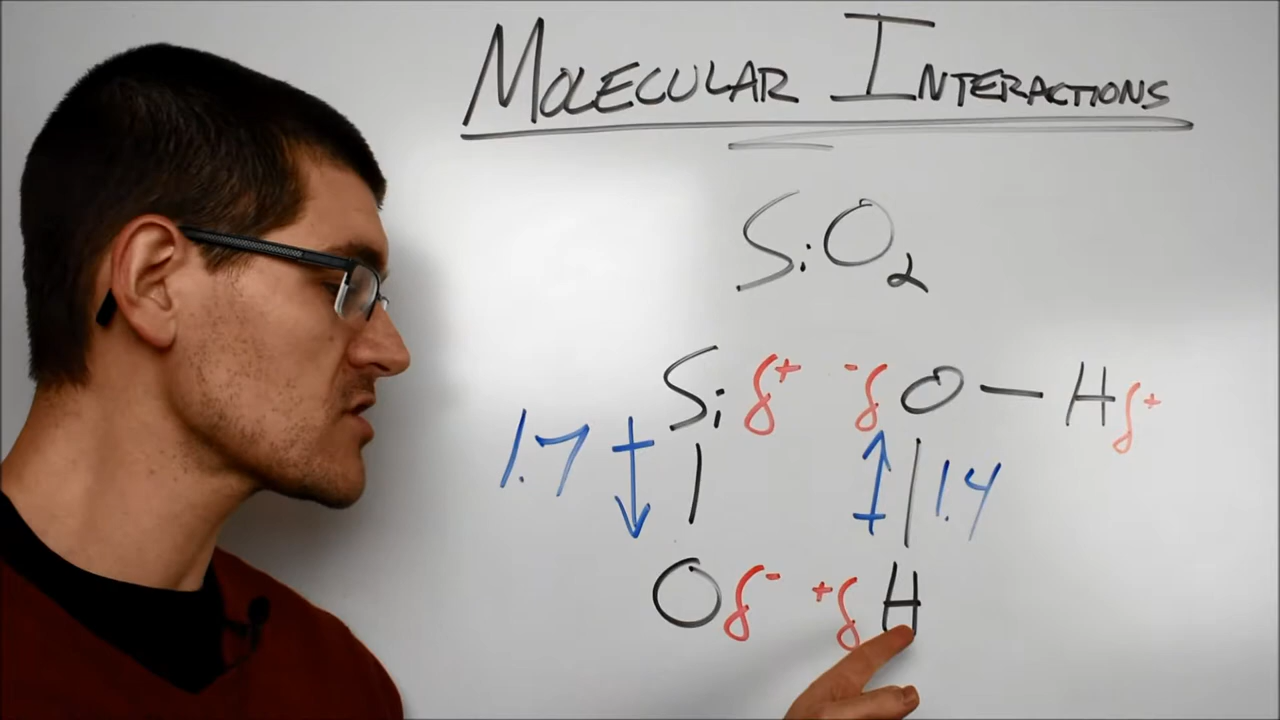 MOLECULAR INTERACTIONS
SiO₂
Si δ⁺ ⁻δ O — H δ⁺
1.7 1.4
O δ⁻ ⁺δ H